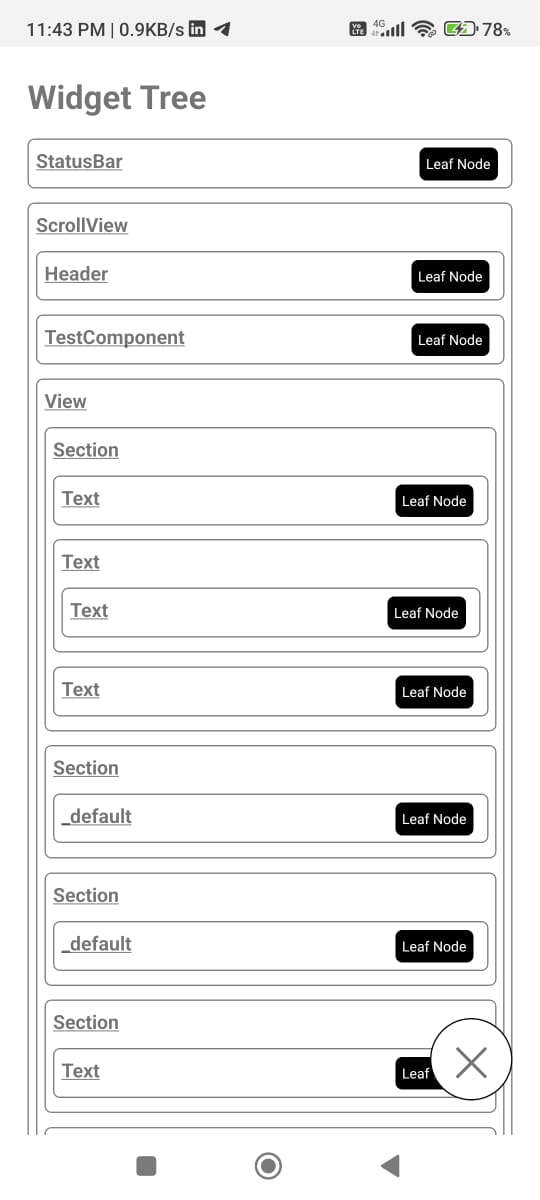 11:43 PM | 0.9KB/s in
Vo LTE 4G 78%
Widget Tree
StatusBar Leaf Node
ScrollView
Header Leaf Node
TestComponent Leaf Node
View
Section
Text Leaf Node
Text
Text Leaf Node
Text Leaf Node
Section
_default Leaf Node
Section
_default Leaf Node
Section
Text Leaf